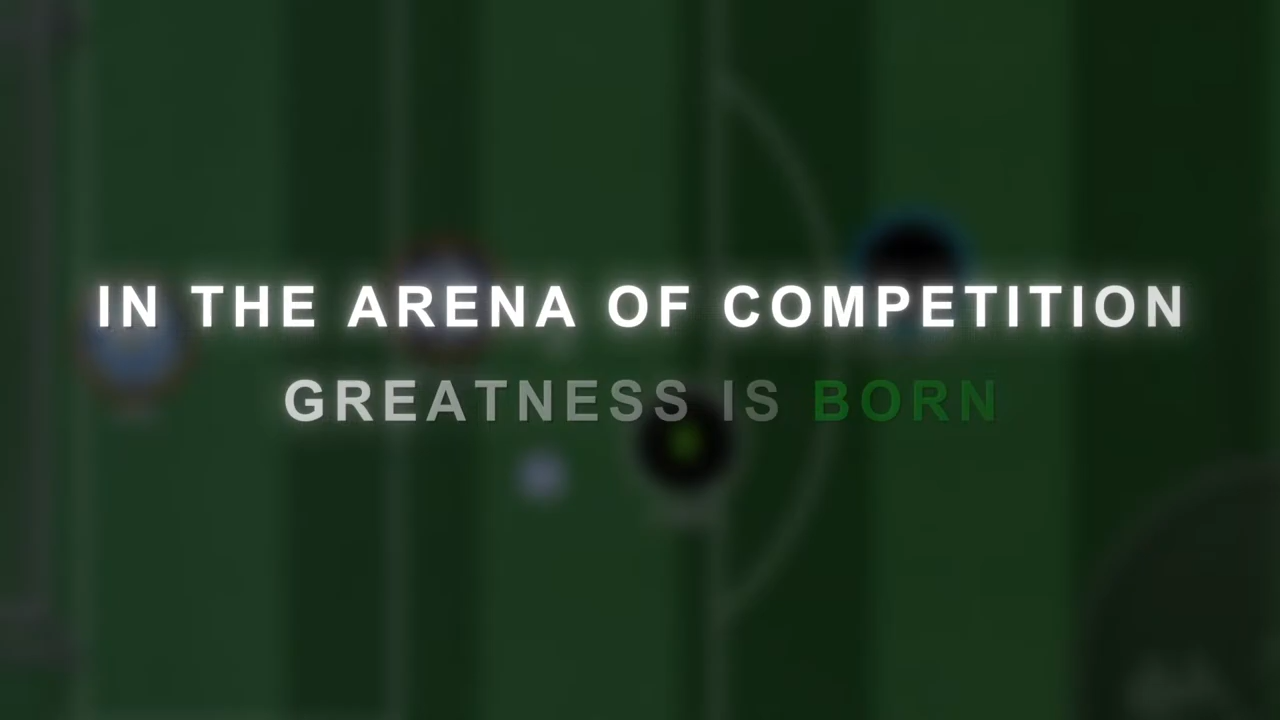 IN THE ARENA OF COMPETITION
GREATNESS IS BORN